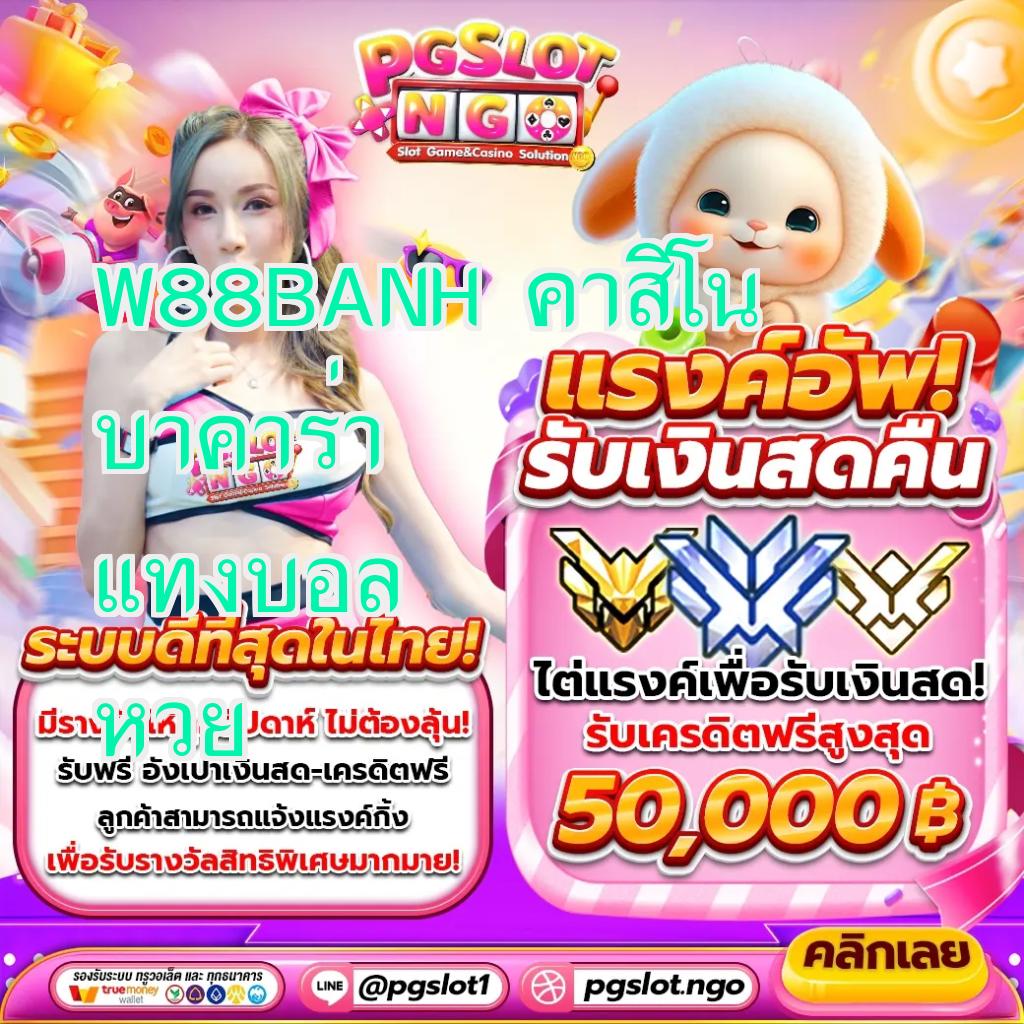 PGSLOT
NGO
Slot Game&Casino Solution
W88BANH คาสิโน
บาคาร่า
แทงบอล
หวย
แรงค์อัพ!
รับเงินสดคืน
ไต่แรงค์เพื่อรับเงินสด!
รับเครดิตฟรีสูงสุด
50,000 ฿
ระบบดีที่สุดในไทย!
ไม่ต้องลุ้น!
รับฟรี อั่งเปาเงินสด-เครดิตฟรี
ลูกค้าสามารถแจ้งแรงค์กิ้ง
เพื่อรับรางวัลสิทธิพิเศษมากมาย!
คลิกเลย
รองรับระบบ ทรูวอเล็ต และ ทุกธนาคาร
truemoney
wallet
LINE @pgslot1
pgslot.ngo